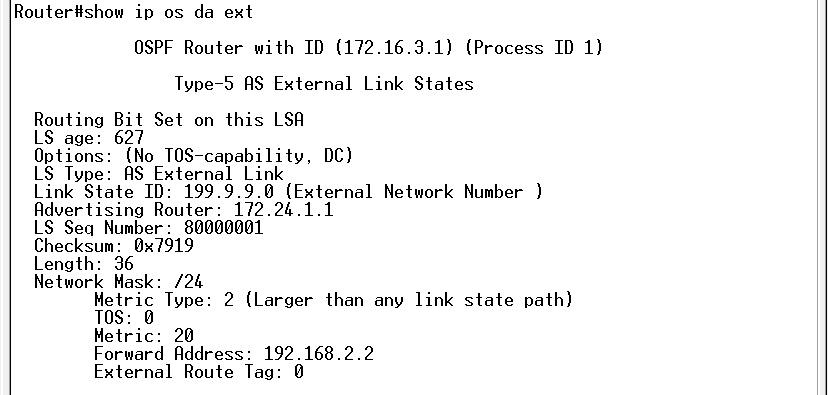 Router#show ip os da ext
OSPF Router with ID (172.16.3.1) (Process ID 1)
Type-5 AS External Link States
Routing Bit Set on this LSA
LS age: 627
Options: (No TOS-capability, DC)
LS Type: AS External Link
Link State ID: 199.9.9.0 (External Network Number )
Advertising Router: 172.24.1.1
LS Seq Number: 80000001
Checksum: 0x7919
Length: 36
Network Mask: /24
Metric Type: 2 (Larger than any link state path)
TOS: 0
Metric: 20
Forward Address: 192.168.2.2
External Route Tag: 0